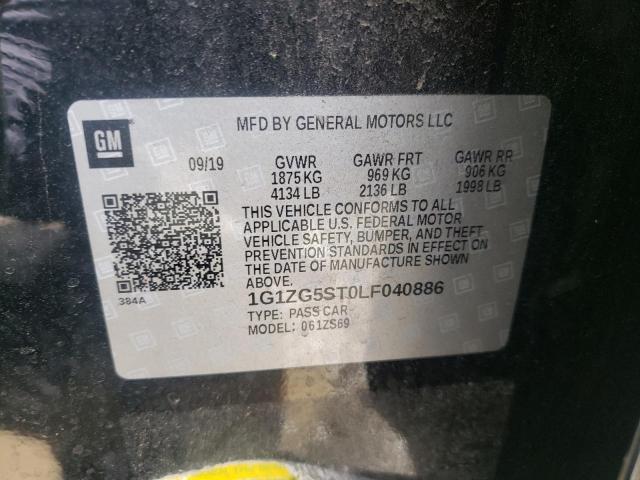 MFD BY GENERAL MOTORS LLC
GM
09/19 GVWR GAWR FRT GAWR RR
1875 KG 969 KG 906 KG
4134 LB 2136 LB 1998 LB
THIS VEHICLE CONFORMS TO ALL
APPLICABLE U.S. FEDERAL MOTOR
VEHICLE SAFETY, BUMPER, AND THEFT
PREVENTION STANDARDS IN EFFECT ON
THE DATE OF MANUFACTURE SHOWN
ABOVE.
384A
1G1ZG5ST0LF040886
TYPE: PASS CAR
MODEL: 061ZS69